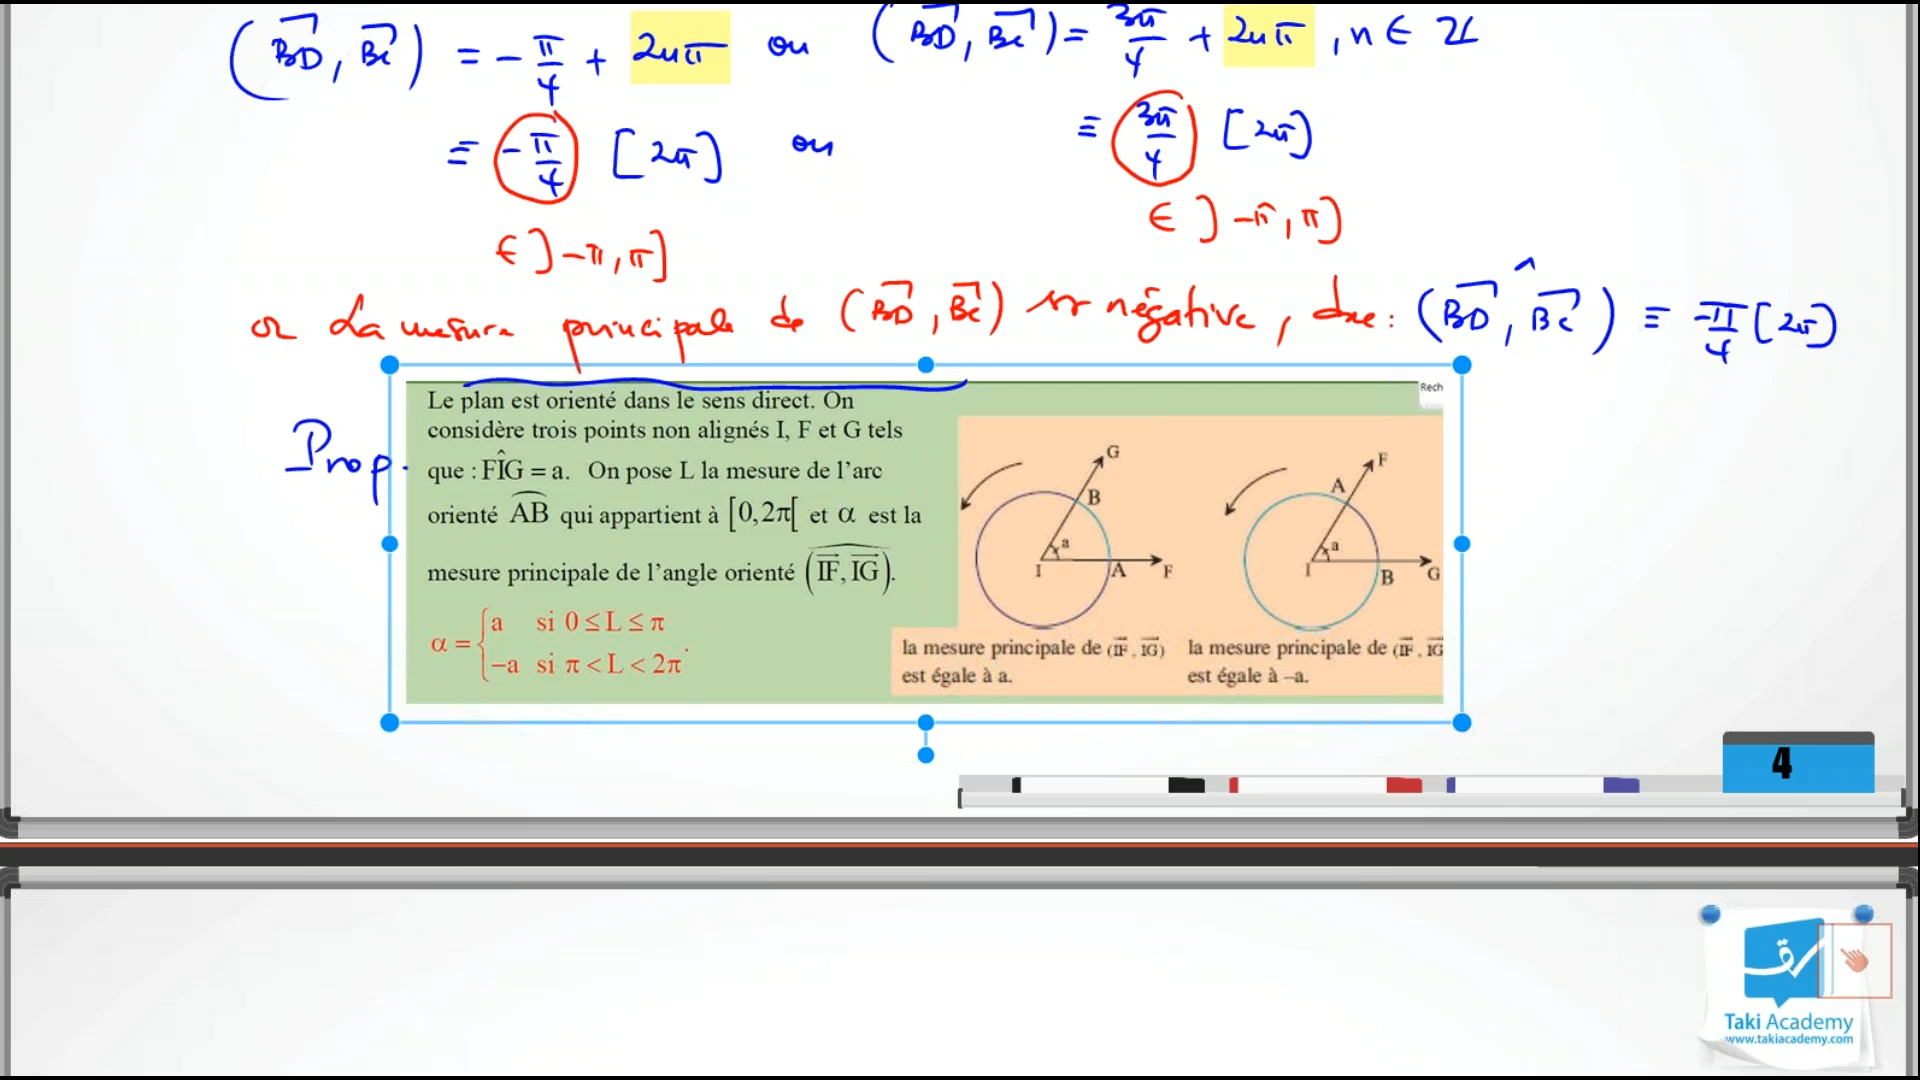 (BD, BC) = -π/4 + 2nπ ou (BD, BC) = 3π/4 + 2nπ, n ∈ ℤ
≡ -π/4 [2π] ou ≡ 3π/4 [2π]
∈ ]-π, π] ∈ ]-π, π]
or La mesure principale de (BD, BC) est négative, donc : (BD, BC) ≡ -π/4 [2π]
Prop.
Le plan est orienté dans le sens direct. On
considère trois points non alignés I, F et G tels
que : FÎG = a. On pose L la mesure de l'arc
orienté AB qui appartient à [0,2π[ et α est la
mesure principale de l'angle orienté (IF, IG).
α = { a si 0 ≤ L ≤ π
-a si π < L < 2π .
Rech
G
B
a
I
A
F
F
A
a
I
B
G
la mesure principale de (IF, IG)
est égale à a.
la mesure principale de (IF, IG
est égale à –a.
4
Taki Academy
www.takiacademy.com